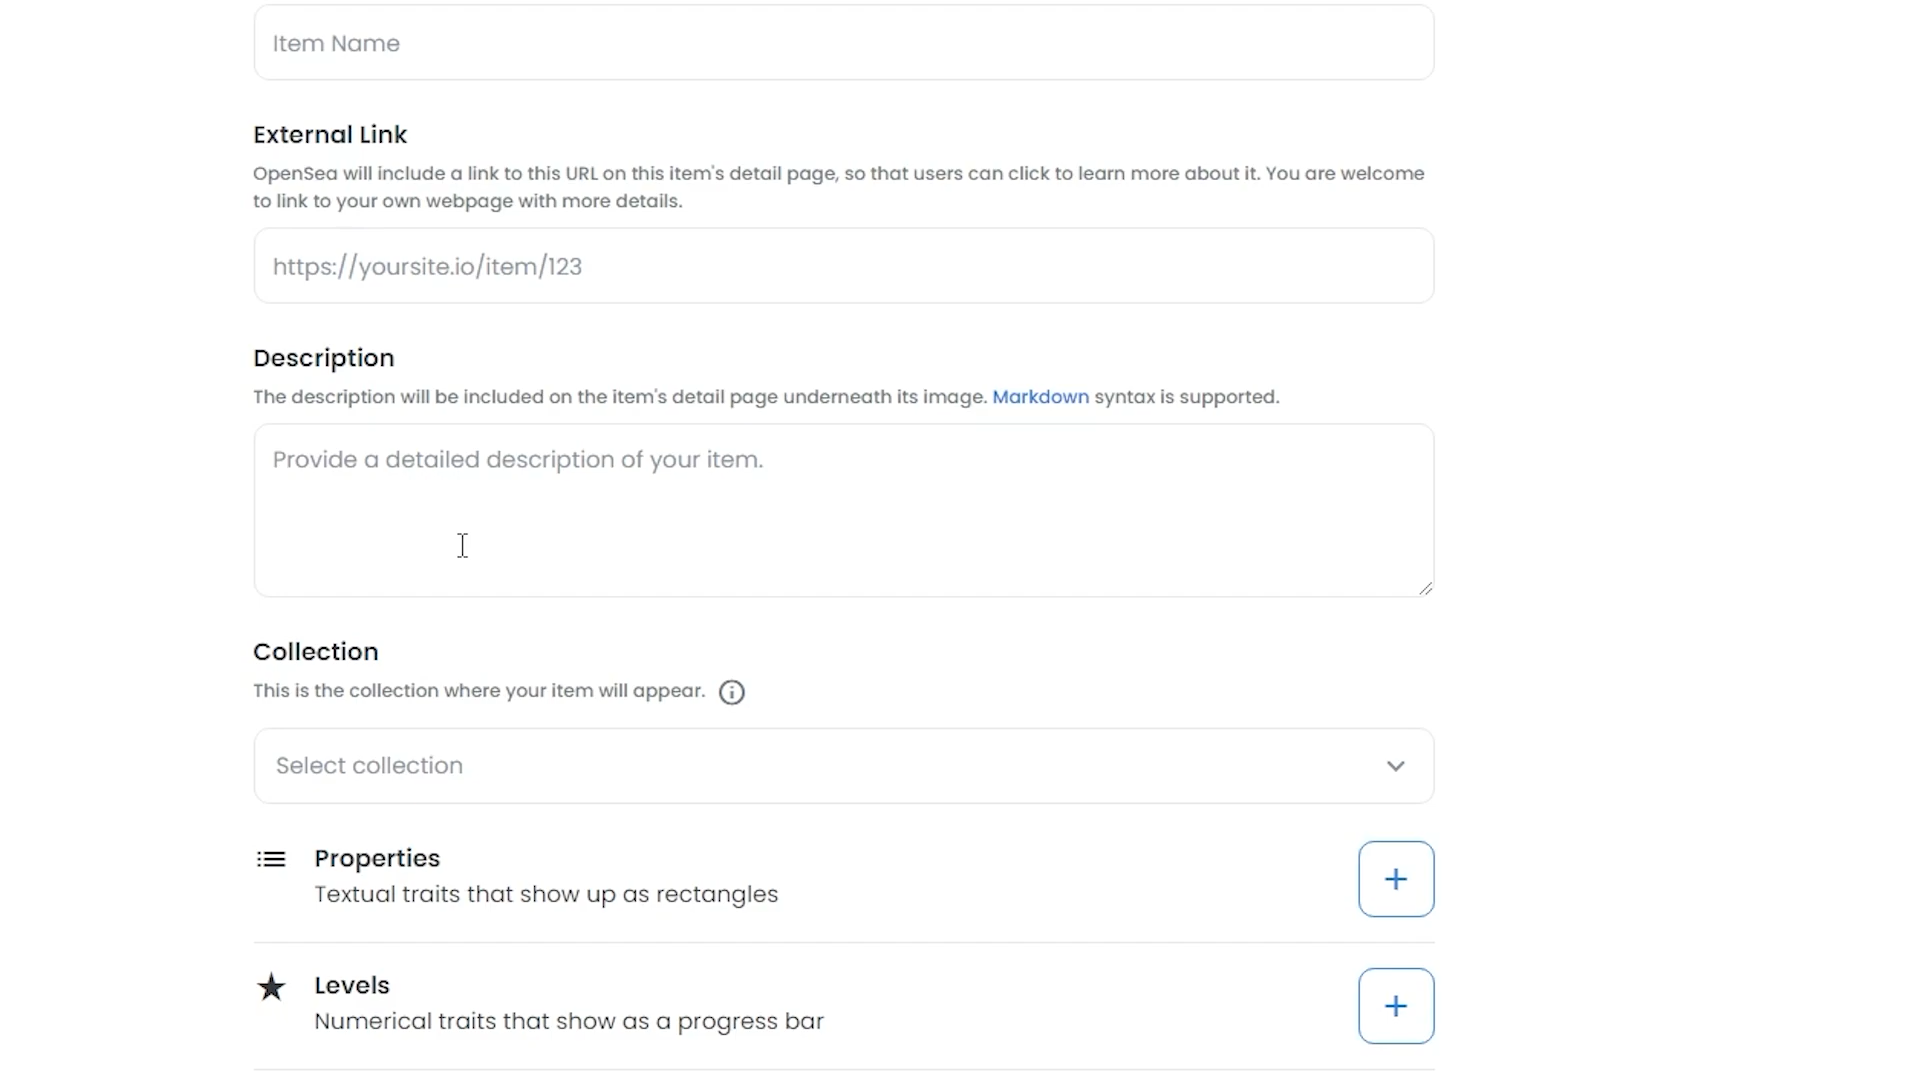 Item Name
External Link
OpenSea will include a link to this URL on this item's detail page, so that users can click to learn more about it. You are welcome
to link to your own webpage with more details.
https://yoursite.io/item/123
Description
The description will be included on the item's detail page underneath its image. Markdown syntax is supported.
Provide a detailed description of your item.
Collection
This is the collection where your item will appear.
Select collection
Properties
Textual traits that show up as rectangles
Levels
Numerical traits that show as a progress bar